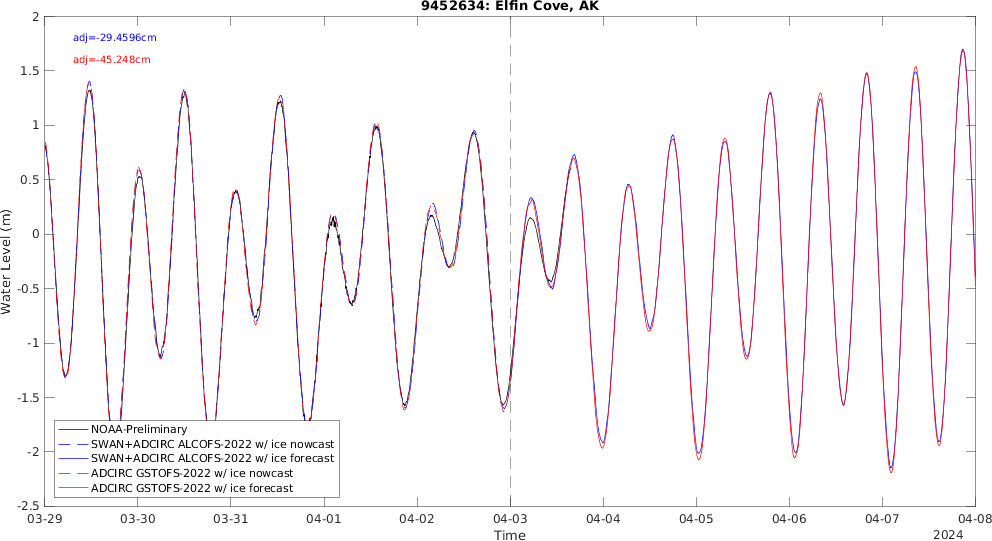 9452634: Elfin Cove, AK
adj=-29.4596cm
adj=-45.248cm
Water Level (m)
2
1.5
1
0.5
0
-0.5
-1
-1.5
-2
-2.5
NOAA-Preliminary
SWAN+ADCIRC ALCOFS-2022 w/ ice nowcast
SWAN+ADCIRC ALCOFS-2022 w/ ice forecast
ADCIRC GSTOFS-2022 w/ ice nowcast
ADCIRC GSTOFS-2022 w/ ice forecast
03-29 03-30 03-31 04-01 04-02 04-03 04-04 04-05 04-06 04-07 04-08
Time
2024